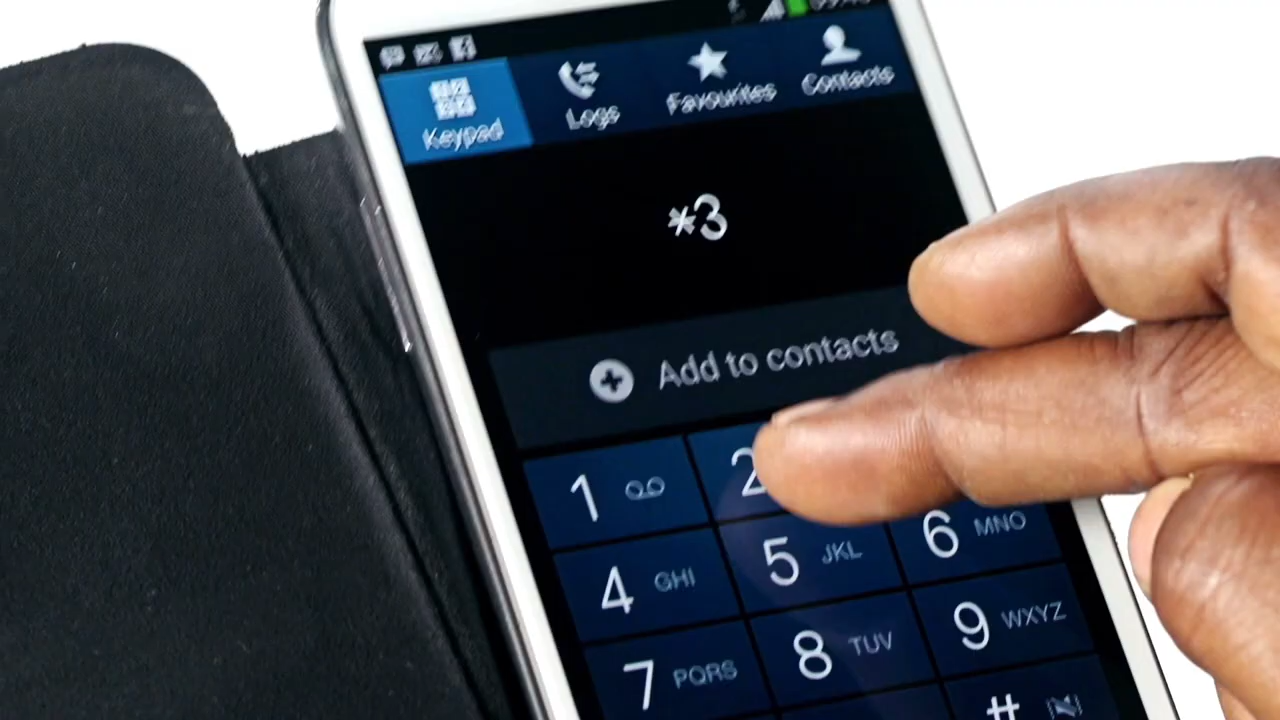 Keypad
Logs
Favourites
Contacts
*3
Add to contacts
1
2
4 GHI
5 JKL
6 MNO
7 PQRS
8 TUV
9 WXYZ
#